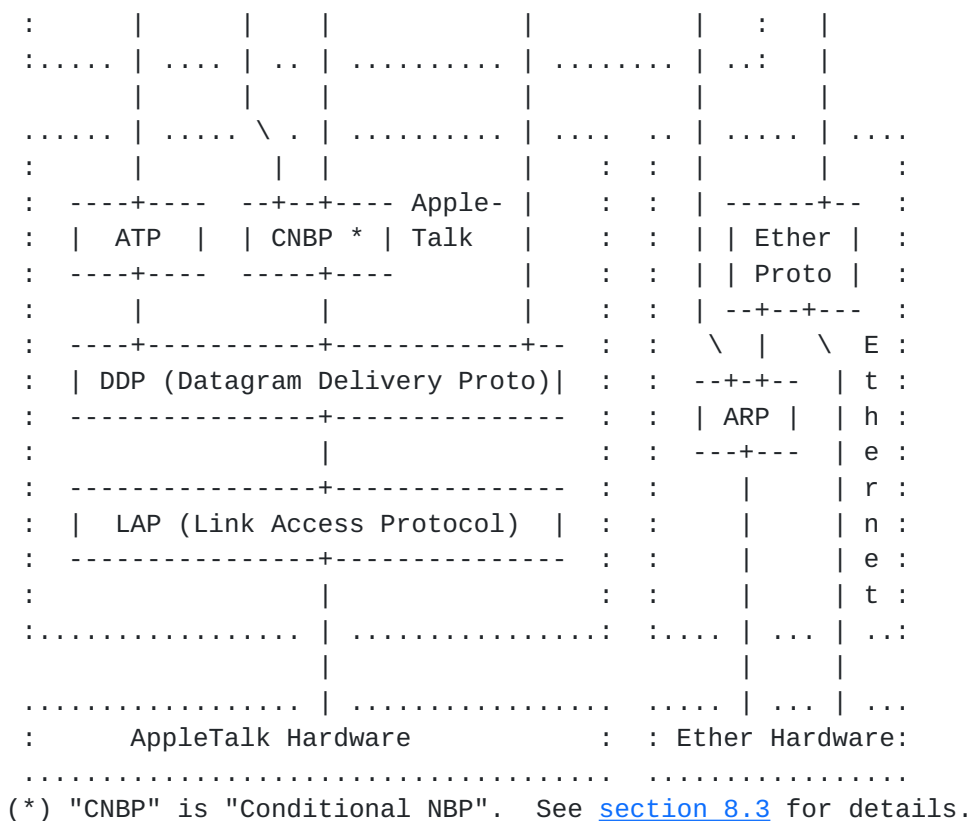 :      |      |    |            |          |   :   |
:..... | .... | .. | .......... | ........ | ..:   |
       |      |    |            |          |       |
...... | ..... \ . | .......... | ....  .. | ..... | ....
:      |        |  |            |    :  :  |       |    :
:  ----+----  --+--+---- Apple- |    :  :  | ------+--  :
:  |  ATP  |  | CNBP * | Talk   |    :  :  | | Ether |  :
:  ----+----  -----+----        |    :  :  | | Proto |  :
:      |           |            |    :  :  | --+--+---  :
:  ----+-----------+------------+--  :  :   \  |   \  E :
:  | DDP (Datagram Delivery Proto)|  :  :  --+-+--  | t :
:  ----------------+---------------  :  :  | ARP |  | h :
:                  |                 :  :  ---+---  | e :
:  ----------------+---------------  :  :     |     | r :
:  |  LAP (Link Access Protocol)  |  :  :     |     | n :
:  ----------------+---------------  :  :     |     | e :
:                  |                 :  :     |     | t :
:................. | ................:  :.... | ... | ..:
                   |                          |     |
.................. | .................  ..... | ... | ...
:      AppleTalk Hardware            :  : Ether Hardware:
......................................  .................
(*) "CNBP" is "Conditional NBP".  See section 8.3 for details.